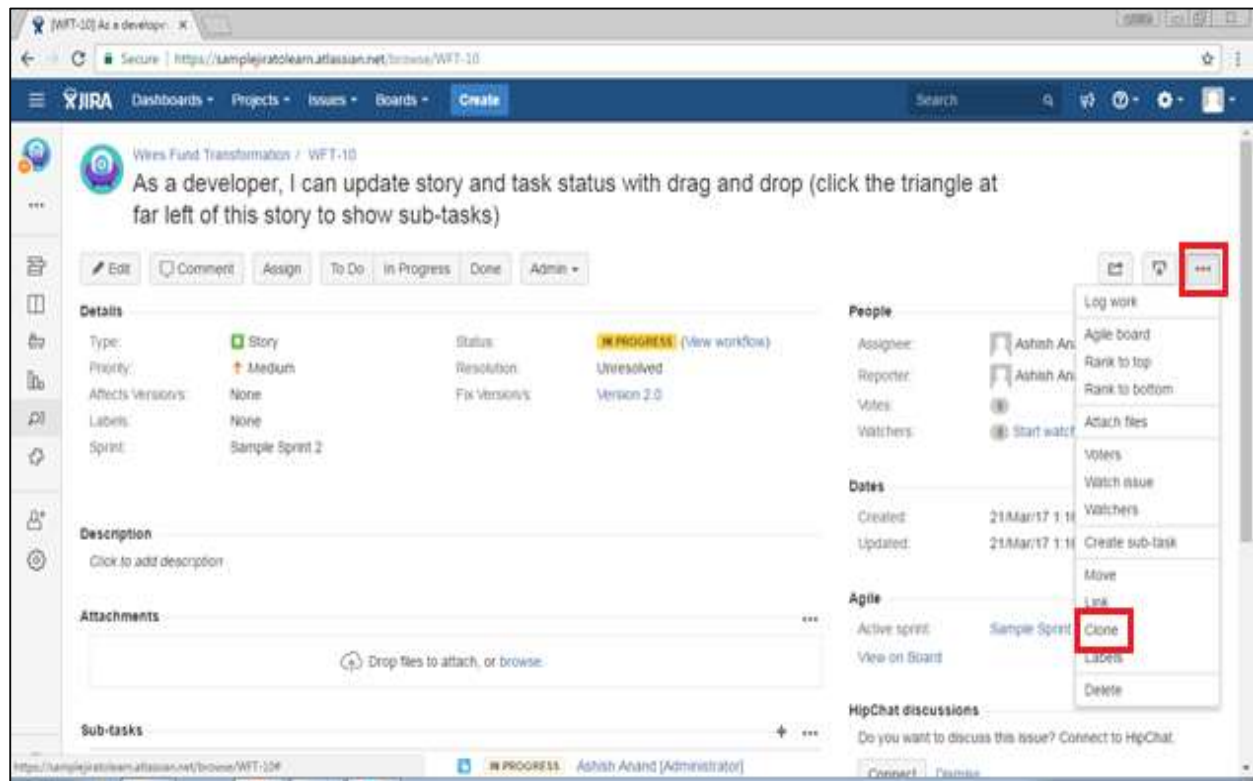 [WFT-10] As a develope
Secure | https://samplejiratolearn.atlassian.net/browse/WFT-10
JIRA Dashboards Projects Issues Boards Create Search
Wires Fund Transformation / WFT-10
As a developer, I can update story and task status with drag and drop (click the triangle at
far left of this story to show sub-tasks)
Edit Comment Assign To Do In Progress Done Admin
Log work
Agile board
Rank to top
Rank to bottom
Attach files
Voters
Watch issue
Watchers
Create sub-task
Move
Link
Clone
Labels
Delete
Details
Type: Story
Status: IN PROGRESS (View workflow)
Priority: Medium
Resolution: Unresolved
Affects Version/s: None
Fix Version/s: Version 2.0
Labels: None
Sprint: Sample Sprint 2
People
Assignee: Ashish An
Reporter: Ashish An
Votes:
Watchers: Start watch
Dates
Created: 21/Mar/17 1:1
Updated: 21/Mar/17 1:1
Description
Click to add description
Agile
Active sprint: Sample Sprint
View on Board
Attachments
Drop files to attach, or browse.
HipChat discussions
Do you want to discuss this issue? Connect to HipChat.
Connect Dismiss
Sub-tasks
IN PROGRESS Ashish Anand [Administrator]
https://samplejiratolearn.atlassian.net/browse/WFT-10#